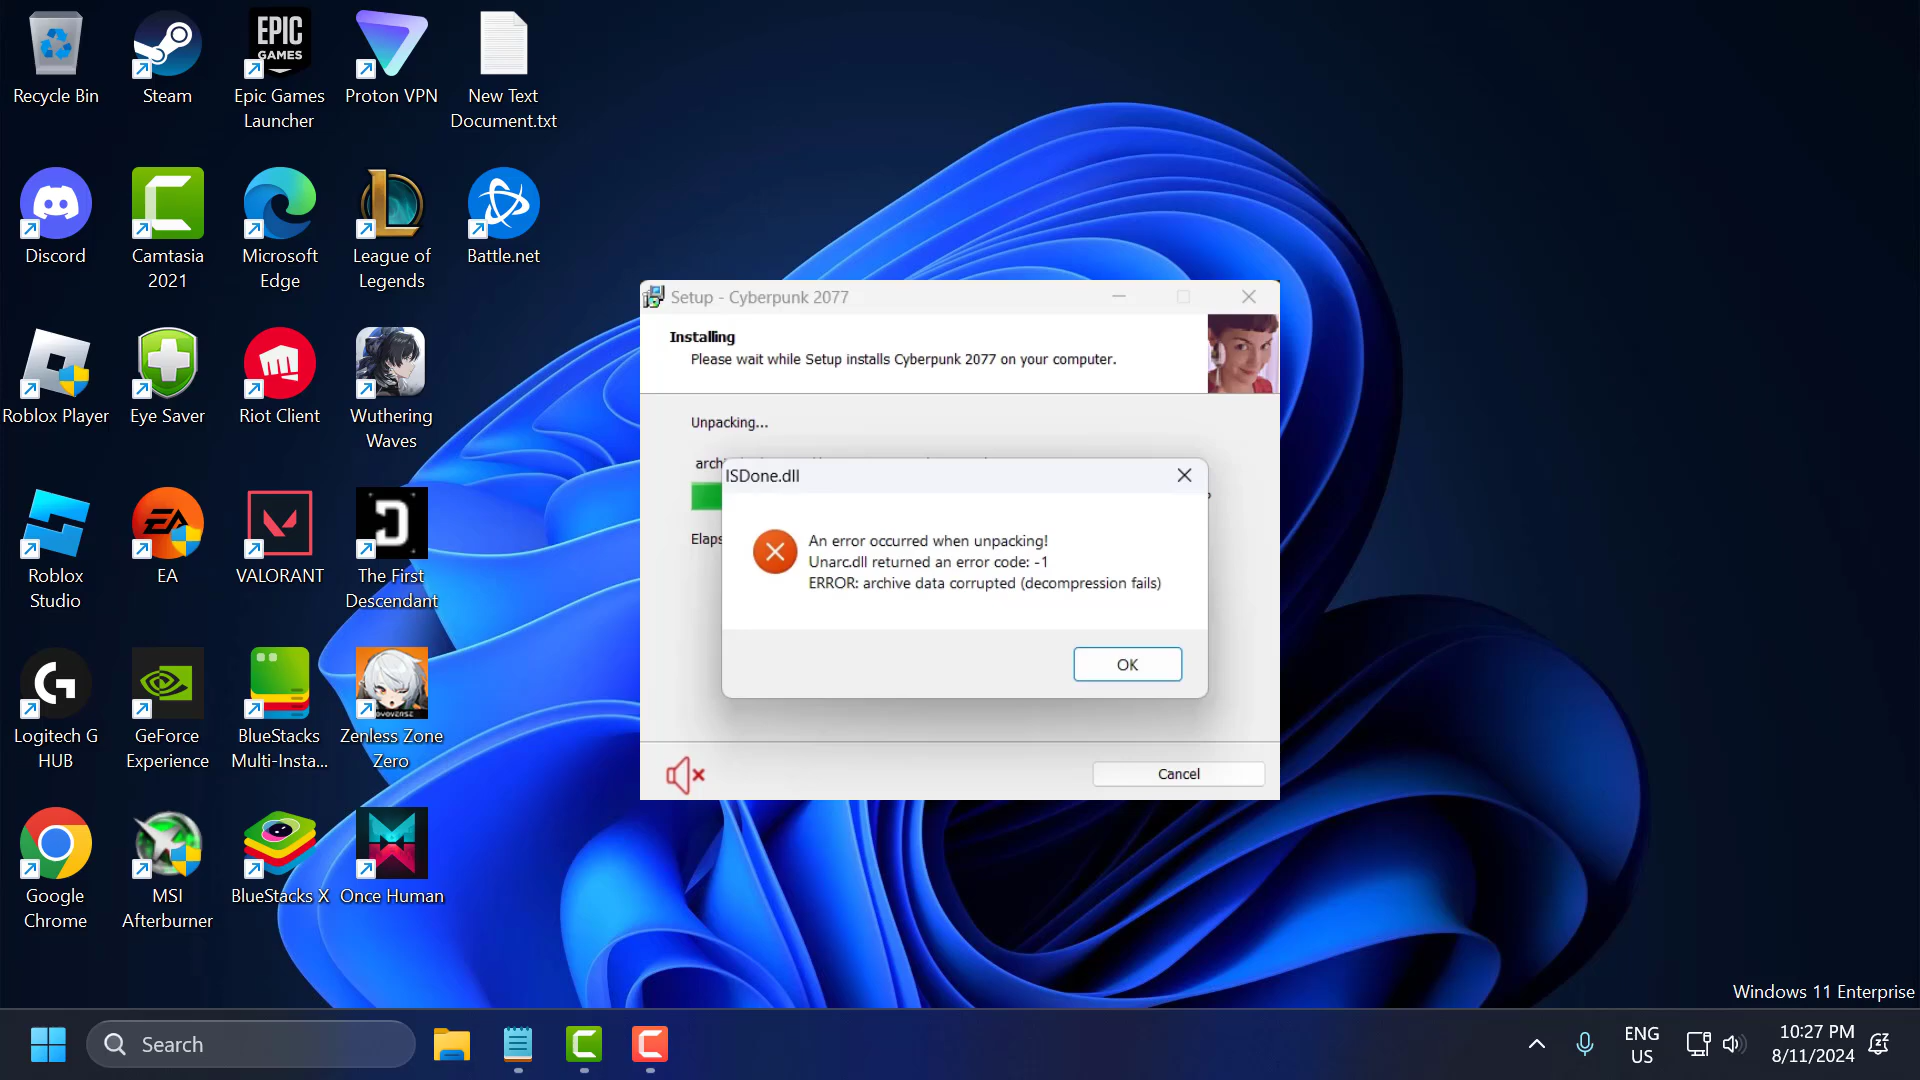 Recycle Bin
Steam
EPIC
GAMES
Epic Games
Launcher
Proton VPN
New Text
Document.txt
Discord
Camtasia
2021
Microsoft
Edge
League of
Legends
Battle.net
Roblox Player
Eye Saver
Riot Client
Wuthering
Waves
Roblox
Studio
EA
EA
VALORANT
The First
Descendant
Logitech G
HUB
GeForce
Experience
BlueStacks
Multi-Insta...
Zenless Zone
Zero
Google
Chrome
MSI
Afterburner
BlueStacks X
Once Human
Setup - Cyberpunk 2077
Installing
Please wait while Setup installs Cyberpunk 2077 on your computer.
Unpacking...
ISDone.dll
An error occurred when unpacking!
Unarc.dll returned an error code: -1
ERROR: archive data corrupted (decompression fails)
OK
Cancel
Windows 11 Enterprise
Search
ENG
US
10:27 PM
8/11/2024